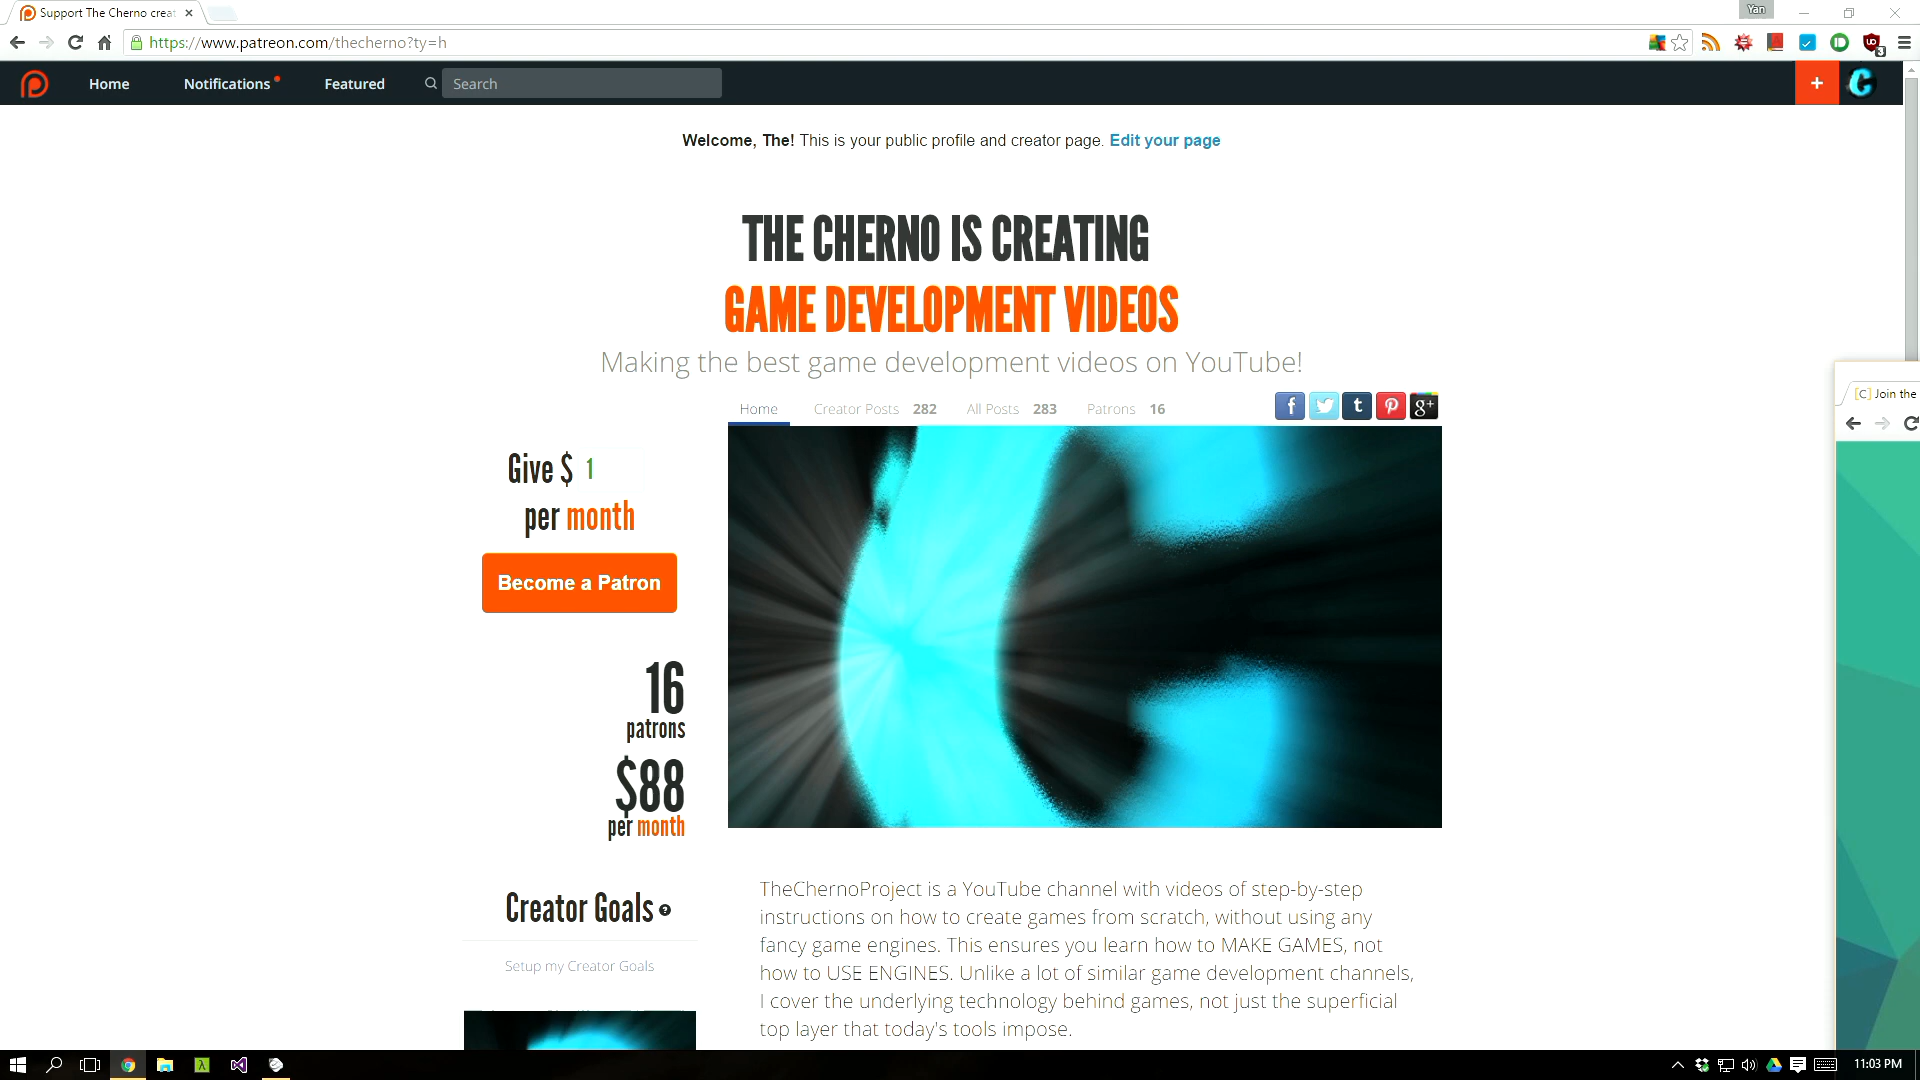 Support The Cherno creat
Yan
https://www.patreon.com/thecherno?ty=h
3
Home
Notifications
Featured
Search
+
C
Welcome, The! This is your public profile and creator page. Edit your page
THE CHERNO IS CREATING
GAME DEVELOPMENT VIDEOS
Making the best game development videos on YouTube!
Home
Creator Posts 282
All Posts 283
Patrons 16
[C] Join the
Give $ 1
per month
Become a Patron
16
patrons
$88
per month
Creator Goals ?
Setup my Creator Goals
TheChernoProject is a YouTube channel with videos of step-by-step
instructions on how to create games from scratch, without using any
fancy game engines. This ensures you learn how to MAKE GAMES, not
how to USE ENGINES. Unlike a lot of similar game development channels,
I cover the underlying technology behind games, not just the superficial
top layer that today's tools impose.
11:03 PM